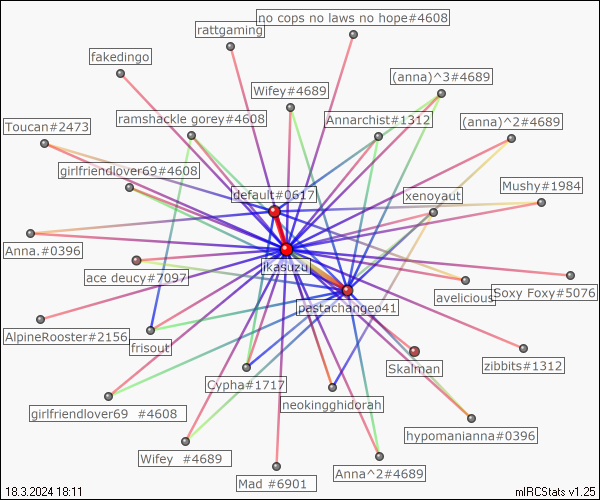 no cops no laws no hope#4608
rattgaming
fakedingo
(anna)^3#4689
Wifey#4689
ramshackle gorey#4608
Annarchist#1312
(anna)^2#4689
Toucan#2473
girlfriendlover69#4608
Mushy#1984
default#0617
xenoyaut
Anna.#0396
ikasuzu
ace deucy#7097
Soxy Foxy#5076
avelicious
pastachangeo41
AlpineRooster#2156
frisout
zibbits#1312
Skalman
Cypha#1717
neokingghidorah
girlfriendlover69 #4608
hypomanianna#0396
Wifey #4689
Anna^2#4689
Mad #6901
18.3.2024 18:11
mIRCStats v1.25